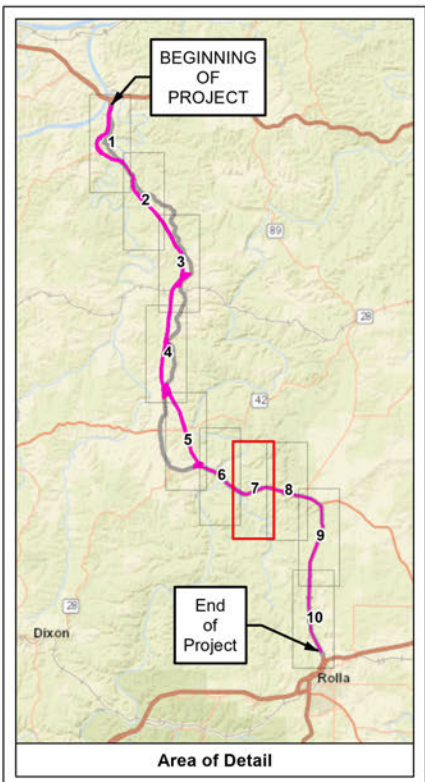 BEGINNING
OF
PROJECT
1
2
89
3
28
4
42
5
6
7
8
9
28
10
End
of
Project
Dixon
Rolla
Area of Detail